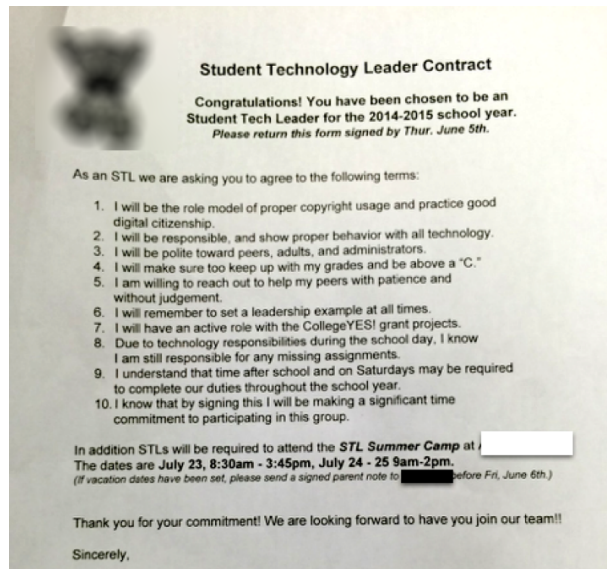 Student Technology Leader Contract
Congratulations! You have been chosen to be an
Student Tech Leader for the 2014-2015 school year.
Please return this form signed by Thur. June 5th.
As an STL we are asking you to agree to the following terms:
1. I will be the role model of proper copyright usage and practice good
digital citizenship.
2. I will be responsible, and show proper behavior with all technology.
3. I will be polite toward peers, adults, and administrators.
4. I will make sure too keep up with my grades and be above a “C.”
5. I am willing to reach out to help my peers with patience and
without judgement.
6. I will remember to set a leadership example at all times.
7. I will have an active role with the CollegeYES! grant projects.
8. Due to technology responsibilities during the school day, I know
I am still responsible for any missing assignments.
9. I understand that time after school and on Saturdays may be required
to complete our duties throughout the school year.
10. I know that by signing this I will be making a significant time
commitment to participating in this group.
In addition STLs will be required to attend the STL Summer Camp at
The dates are July 23, 8:30am - 3:45pm, July 24 - 25 9am-2pm.
(If vacation dates have been set, please send a signed parent note to efore Fri, June 6th.)
Thank you for your commitment! We are looking forward to have you join our team!!
Sincerely,